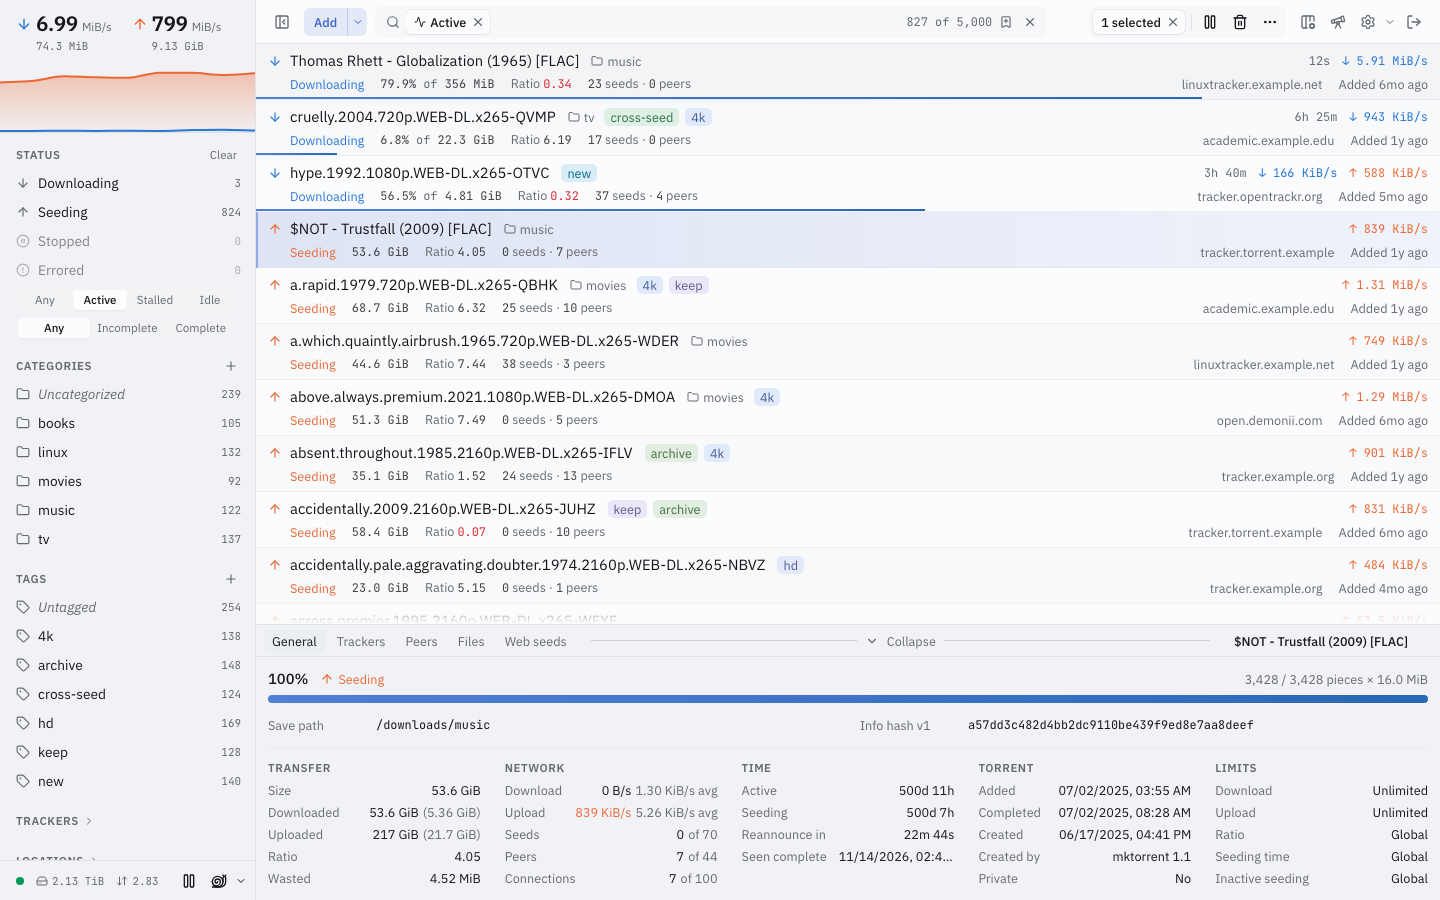 6.99 MiB/s 799 MiB/s
74.3 MiB 9.13 GiB
STATUS Clear
Downloading 3
Seeding 824
Stopped 0
Errored 0
Any Active Stalled Idle
Any Incomplete Complete
CATEGORIES
Uncategorized 239
books 105
linux 132
movies 92
music 122
tv 137
TAGS
Untagged 254
4k 138
archive 148
cross-seed 124
hd 169
keep 128
new 140
TRACKERS
LOCATIONS
2.13 TiB 2.83
Add Active 827 of 5,000 1 selected
Thomas Rhett - Globalization (1965) [FLAC] music 12s 5.91 MiB/s
Downloading 79.9% of 356 MiB Ratio 0.34 23 seeds · 0 peers linuxtracker.example.net Added 6mo ago
cruelly.2004.720p.WEB-DL.x265-QVMP tv cross-seed 4k 6h 25m 943 KiB/s
Downloading 6.8% of 22.3 GiB Ratio 6.19 17 seeds · 0 peers academic.example.edu Added 1y ago
hype.1992.1080p.WEB-DL.x265-OTVC new 3h 40m 166 KiB/s 588 KiB/s
Downloading 56.5% of 4.81 GiB Ratio 0.32 37 seeds · 4 peers tracker.opentrackr.org Added 5mo ago
$NOT - Trustfall (2009) [FLAC] music 839 KiB/s
Seeding 53.6 GiB Ratio 4.05 0 seeds · 7 peers tracker.torrent.example Added 1y ago
a.rapid.1979.720p.WEB-DL.x265-QBHK movies 4k keep 1.31 MiB/s
Seeding 68.7 GiB Ratio 6.32 25 seeds · 10 peers academic.example.edu Added 1y ago
a.which.quaintly.airbrush.1965.720p.WEB-DL.x265-WDER movies 749 KiB/s
Seeding 44.6 GiB Ratio 7.44 38 seeds · 3 peers linuxtracker.example.net Added 1y ago
above.always.premium.2021.1080p.WEB-DL.x265-DMOA movies 4k 1.29 MiB/s
Seeding 51.3 GiB Ratio 7.49 0 seeds · 5 peers open.demonii.com Added 6mo ago
absent.throughout.1985.2160p.WEB-DL.x265-IFLV archive 4k 901 KiB/s
Seeding 35.1 GiB Ratio 1.52 24 seeds · 13 peers tracker.example.org Added 1y ago
accidentally.2009.2160p.WEB-DL.x265-JUHZ keep archive 831 KiB/s
Seeding 58.4 GiB Ratio 0.07 0 seeds · 10 peers tracker.torrent.example Added 6mo ago
accidentally.pale.aggravating.doubter.1974.2160p.WEB-DL.x265-NBVZ hd 484 KiB/s
Seeding 23.0 GiB Ratio 5.15 0 seeds · 1 peers tracker.example.org Added 4mo ago
across.premier.1995.2160p.WEB-DL.x265-WEYE 53.5 KiB/s
General Trackers Peers Files Web seeds Collapse $NOT - Trustfall (2009) [FLAC]
100% Seeding 3,428 / 3,428 pieces × 16.0 MiB
Save path /downloads/music Info hash v1 a57dd3c482d4bb2dc9110be439f9ed8e7aa8deef
TRANSFER NETWORK TIME TORRENT LIMITS
Size 53.6 GiB Download 0 B/s 1.30 KiB/s avg Active 500d 11h Added 07/02/2025, 03:55 AM Download Unlimited
Downloaded 53.6 GiB (5.36 GiB) Upload 839 KiB/s 5.26 KiB/s avg Seeding 500d 7h Completed 07/02/2025, 08:28 AM Upload Unlimited
Uploaded 217 GiB (21.7 GiB) Seeds 0 of 70 Reannounce in 22m 44s Created 06/17/2025, 04:41 PM Ratio Global
Ratio 4.05 Peers 7 of 44 Seen complete 11/14/2026, 02:4… Created by mktorrent 1.1 Seeding time Global
Wasted 4.52 MiB Connections 7 of 100 Private No Inactive seeding Global